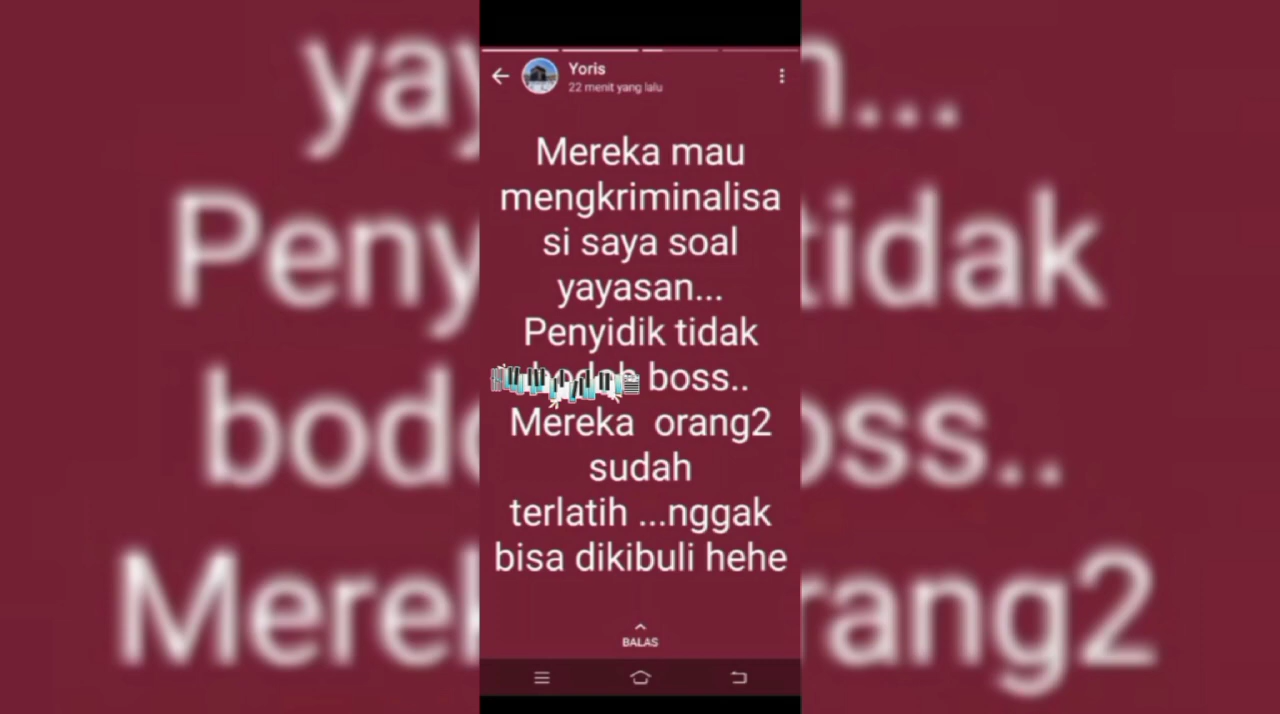 Yoris
22 menit yang lalu
Mereka mau
mengkriminalisa
si saya soal
yayasan...
Penyidik tidak
bodoh boss..
Mereka orang2
sudah
terlatih ...nggak
bisa dikibuli hehe
BALAS